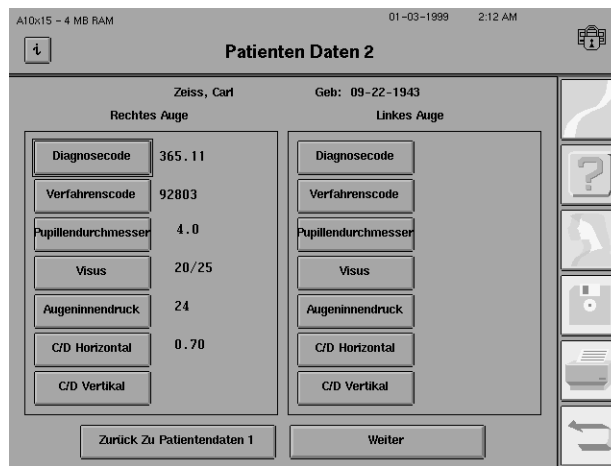 A10x15 - 4 MB RAM 01-03-1999 2:12 AM
i Patienten Daten 2
Zeiss, Carl Geb: 09-22-1943
Rechtes Auge Linkes Auge
Diagnosecode 365.11 Diagnosecode
Verfahrenscode 92803 Verfahrenscode
Pupillendurchmesser 4.0 Pupillendurchmesser
Visus 20/25 Visus
Augeninnendruck 24 Augeninnendruck
C/D Horizontal 0.70 C/D Horizontal
C/D Vertikal C/D Vertikal
Zurück Zu Patientendaten 1 Weiter